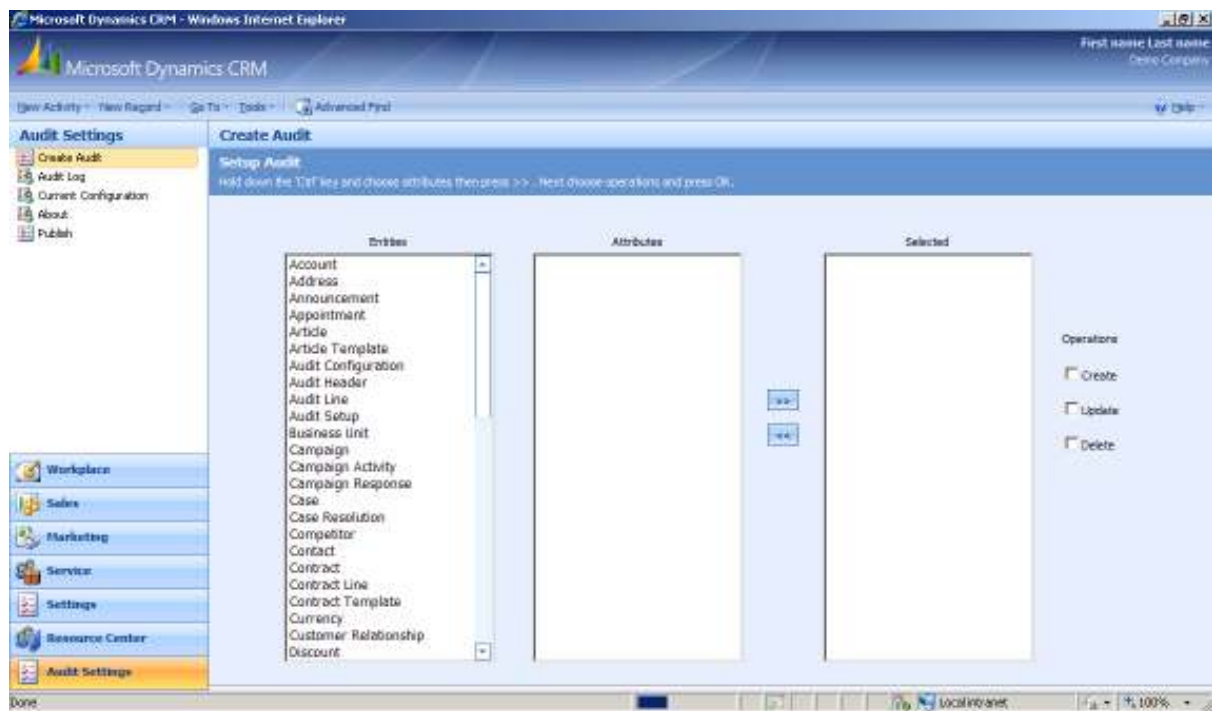 Microsoft Dynamics CRM - Windows Internet Explorer
First name Last name
Demo Company
Microsoft Dynamics CRM
New Activity New Record Go To Tools Advanced Find Help
Audit Settings
Create Audit
Audit Log
Current Configuration
About
Publish
Create Audit
Setup Audit
Hold down the 'Ctrl' key and choose attributes then press >> . Next choose operations and press OK.
Entities Attributes Selected
Account
Address
Announcement
Appointment
Article
Article Template
Audit Configuration
Audit Header
Audit Line
Audit Setup
Business Unit
Campaign
Campaign Activity
Campaign Response
Case
Case Resolution
Competitor
Contact
Contract
Contract Line
Contract Template
Currency
Customer Relationship
Discount
>>
<<
Operations
Create
Update
Delete
Workplace
Sales
Marketing
Service
Settings
Resource Center
Audit Settings
Done Local intranet 100%